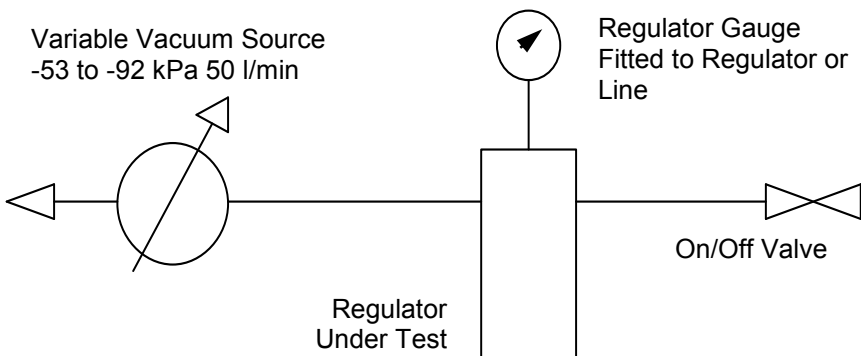 Variable Vacuum Source
-53 to -92 kPa 50 l/min
Regulator Gauge
Fitted to Regulator or
Line
On/Off Valve
Regulator
Under Test